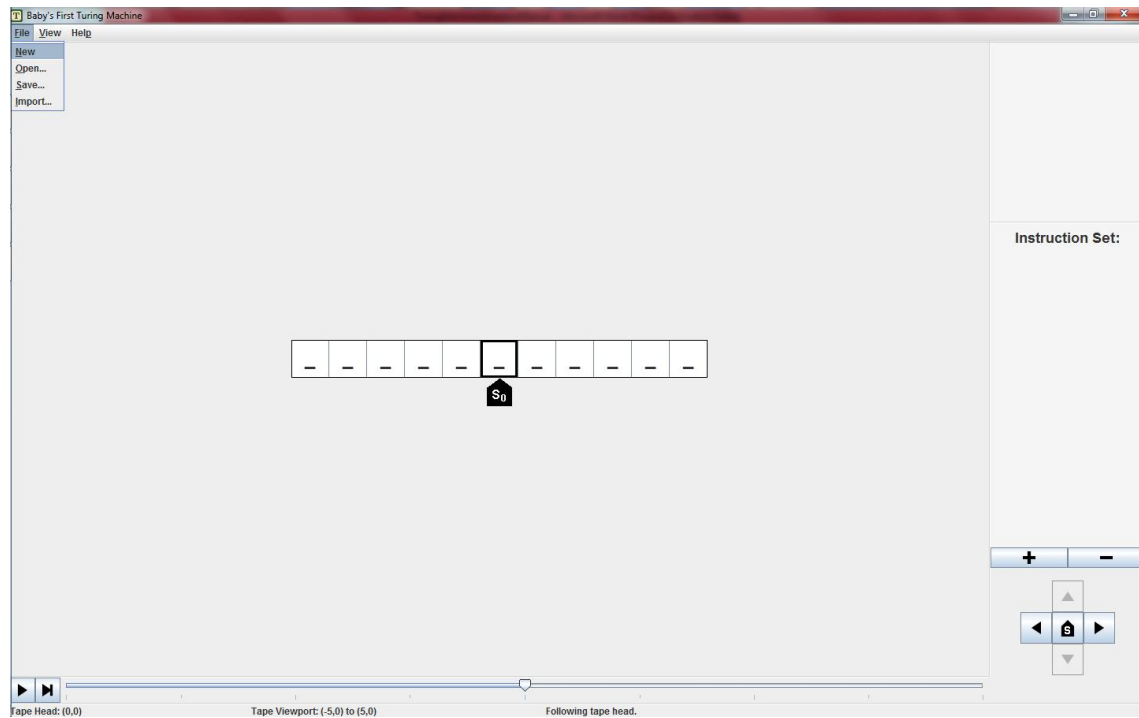 T Baby's First Turing Machine
File View Help
New
Open...
Save...
Import...
Instruction Set:
_ _ _ _ _ _ _ _ _ _ _
S0
+ −
S
Tape Head: (0,0) Tape Viewport: (-5,0) to (5,0) Following tape head.